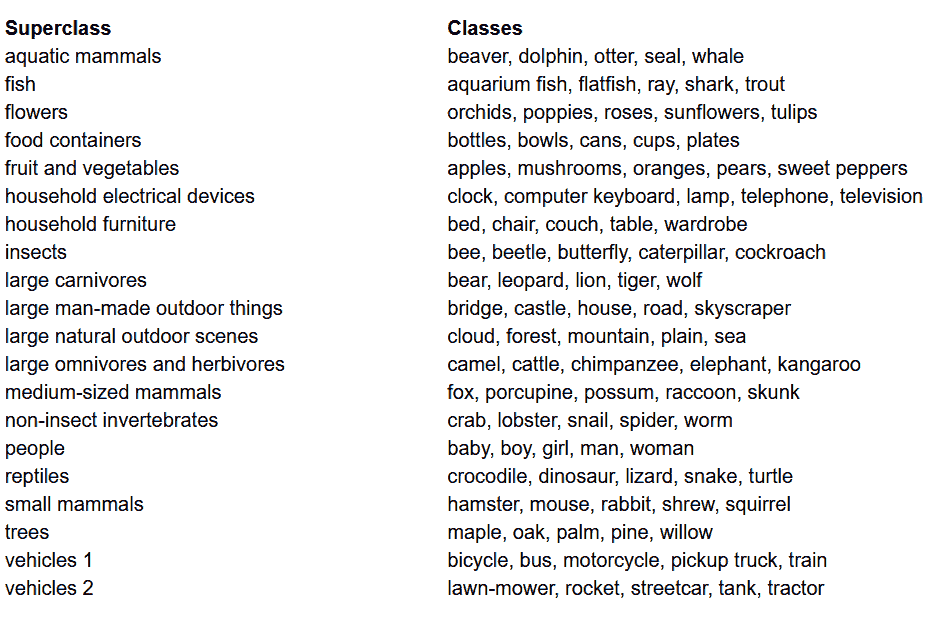 Superclass Classes
aquatic mammals beaver, dolphin, otter, seal, whale
fish aquarium fish, flatfish, ray, shark, trout
flowers orchids, poppies, roses, sunflowers, tulips
food containers bottles, bowls, cans, cups, plates
fruit and vegetables apples, mushrooms, oranges, pears, sweet peppers
household electrical devices clock, computer keyboard, lamp, telephone, television
household furniture bed, chair, couch, table, wardrobe
insects bee, beetle, butterfly, caterpillar, cockroach
large carnivores bear, leopard, lion, tiger, wolf
large man-made outdoor things bridge, castle, house, road, skyscraper
large natural outdoor scenes cloud, forest, mountain, plain, sea
large omnivores and herbivores camel, cattle, chimpanzee, elephant, kangaroo
medium-sized mammals fox, porcupine, possum, raccoon, skunk
non-insect invertebrates crab, lobster, snail, spider, worm
people baby, boy, girl, man, woman
reptiles crocodile, dinosaur, lizard, snake, turtle
small mammals hamster, mouse, rabbit, shrew, squirrel
trees maple, oak, palm, pine, willow
vehicles 1 bicycle, bus, motorcycle, pickup truck, train
vehicles 2 lawn-mower, rocket, streetcar, tank, tractor